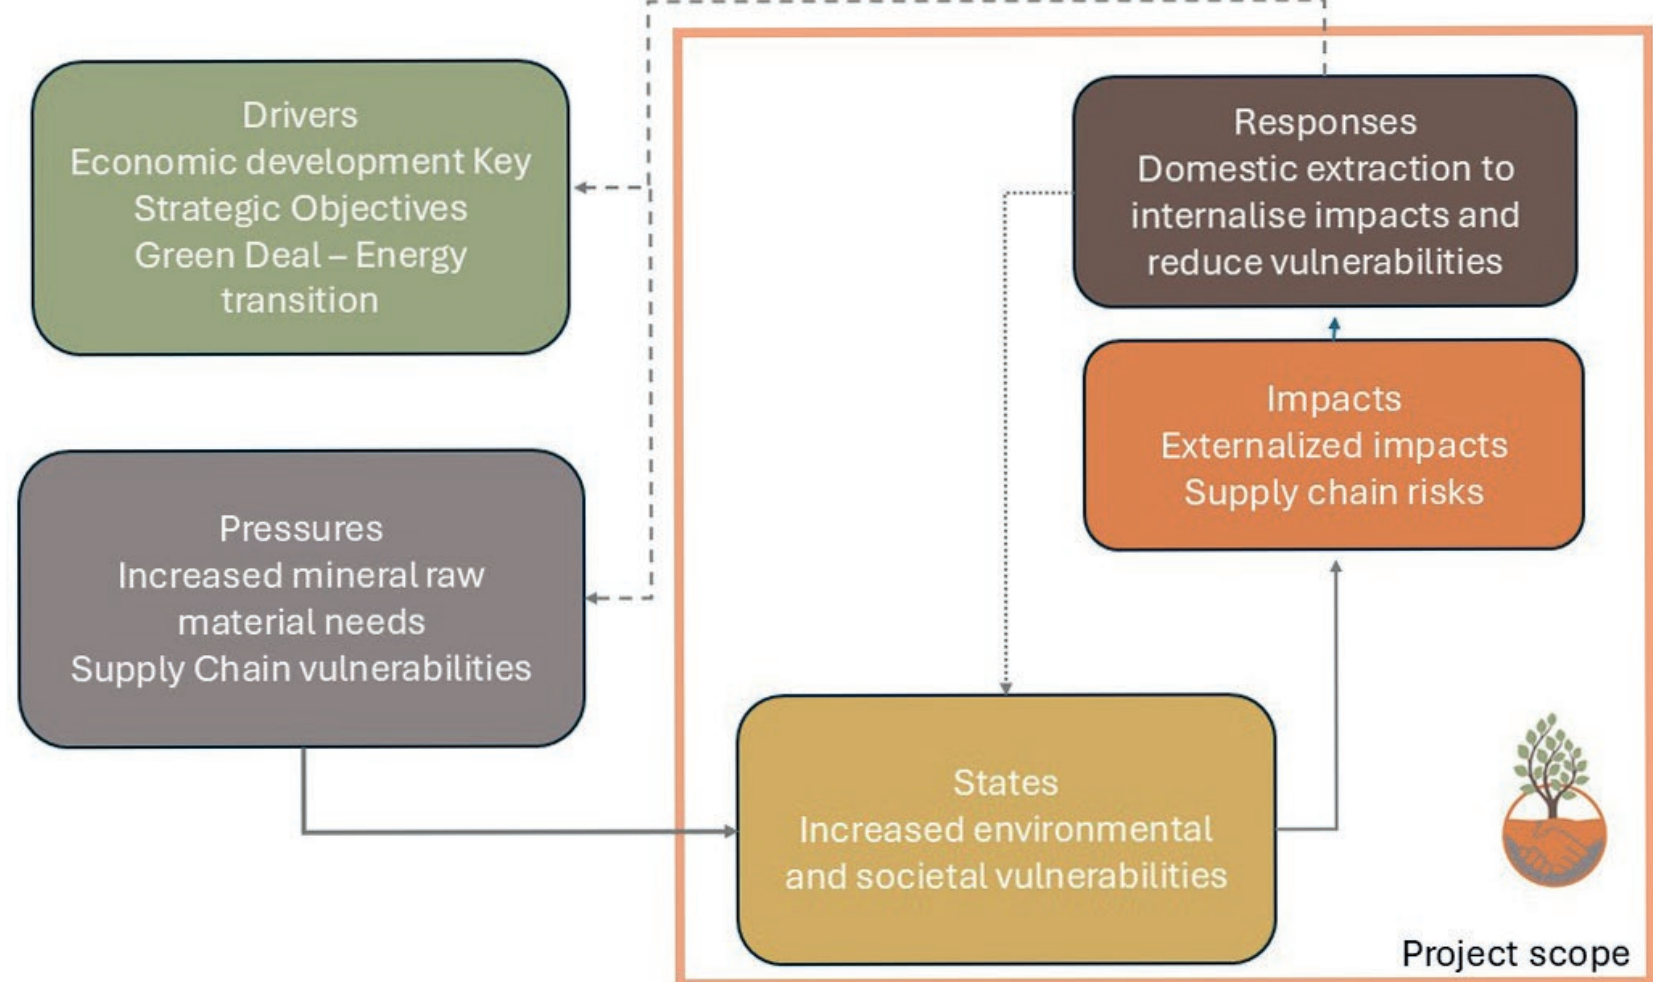 Drivers
Economic development Key
Strategic Objectives
Green Deal – Energy
transition
Pressures
Increased mineral raw
material needs
Supply Chain vulnerabilities
Responses
Domestic extraction to
internalise impacts and
reduce vulnerabilities
Impacts
Externalized impacts
Supply chain risks
States
Increased environmental
and societal vulnerabilities
Project scope